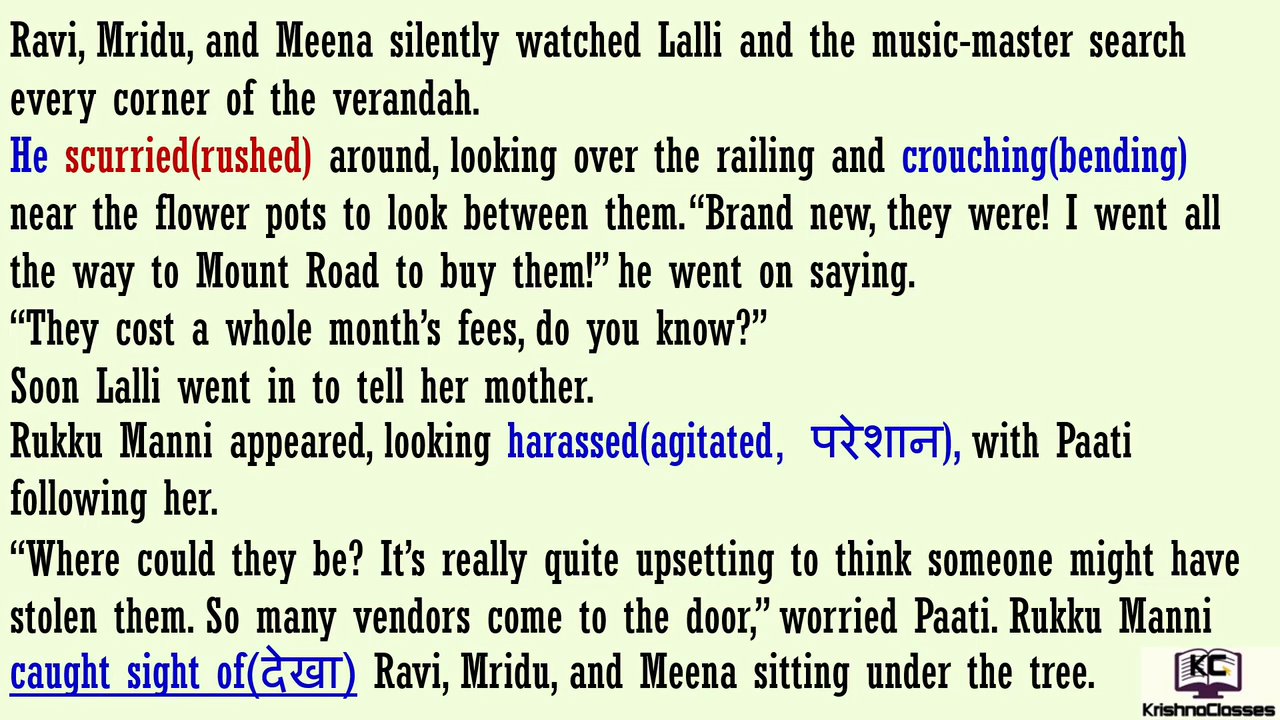 Ravi, Mridu, and Meena silently watched Lalli and the music-master search
every corner of the verandah.
He scurried(rushed) around, looking over the railing and crouching(bending)
near the flower pots to look between them.“Brand new, they were! I went all
the way to Mount Road to buy them!” he went on saying.
“They cost a whole month’s fees, do you know?”
Soon Lalli went in to tell her mother.
Rukku Manni appeared, looking harassed(agitated, परेशान), with Paati
following her.
“Where could they be? It’s really quite upsetting to think someone might have
stolen them. So many vendors come to the door,” worried Paati. Rukku Manni
caught sight of(देखा) Ravi, Mridu, and Meena sitting under the tree.
KC
KrishnaClasses